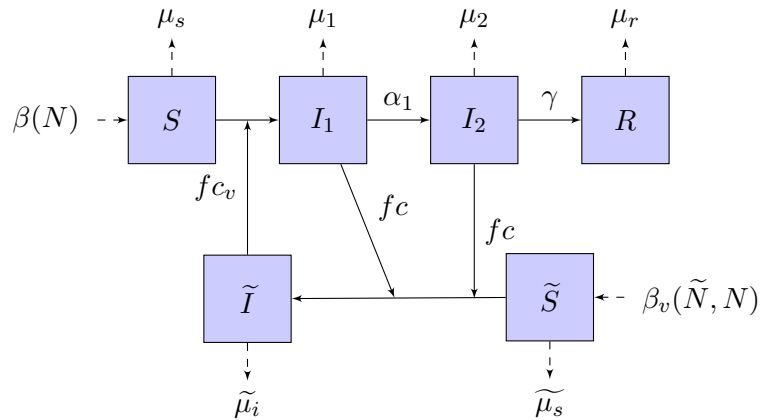 μ_s μ_1 μ_2 μ_r
β(N) S I_1 α_1 I_2 γ R
fc_v fc fc
Ĩ S̃ β_v(Ñ, N)
μ̃_i μ̃_s